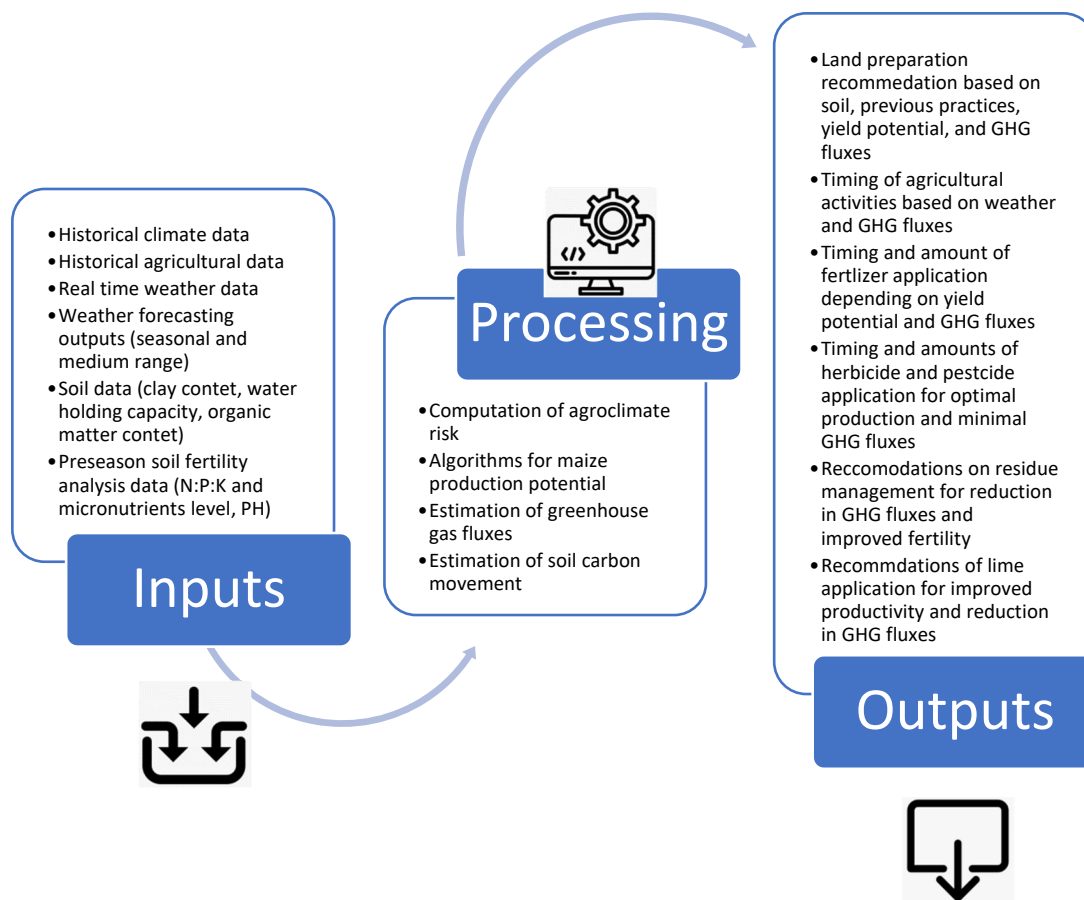 •Historical climate data
•Historical agricultural data
•Real time weather data
•Weather forecasting
outputs (seasonal and
medium range)
•Soil data (clay contet, water
holding capacity, organic
matter contet)
•Preseason soil fertility
analysis data (N:P:K and
micronutrients level, PH)
Inputs
</>
Processing
•Computation of agroclimate
risk
•Algorithms for maize
production potential
•Estimation of greenhouse
gas fluxes
•Estimation of soil carbon
movement
•Land preparation
recommedation based on
soil, previous practices,
yield potential, and GHG
fluxes
•Timing of agricultural
activities based on weather
and GHG fluxes
•Timing and amount of
fertlizer application
depending on yield
potential and GHG fluxes
•Timing and amounts of
herbicide and pestcide
application for optimal
production and minimal
GHG fluxes
•Reccomodations on residue
management for reduction
in GHG fluxes and
improved fertility
•Recommdations of lime
application for improved
productivity and reduction
in GHG fluxes
Outputs